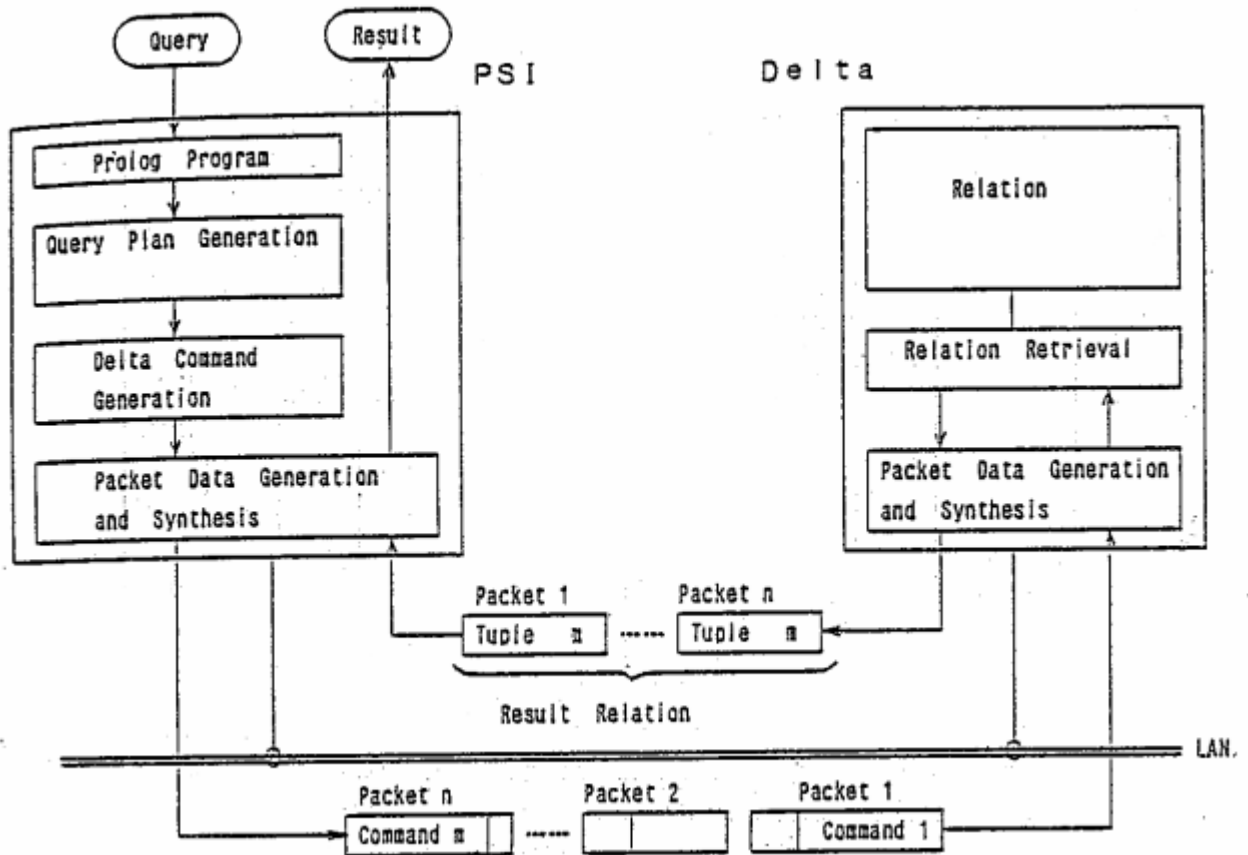 Query
Result
PSI
Delta
Prolog Program
Query Plan Generation
Delta Command
Generation
Packet Data Generation
and Synthesis
Relation
Relation Retrieval
Packet Data Generation
and Synthesis
Packet 1
Packet n
Tuple m
......
Tuple m
Result Relation
LAN.
Packet n
Packet 2
Packet 1
Command m
......
Command 1